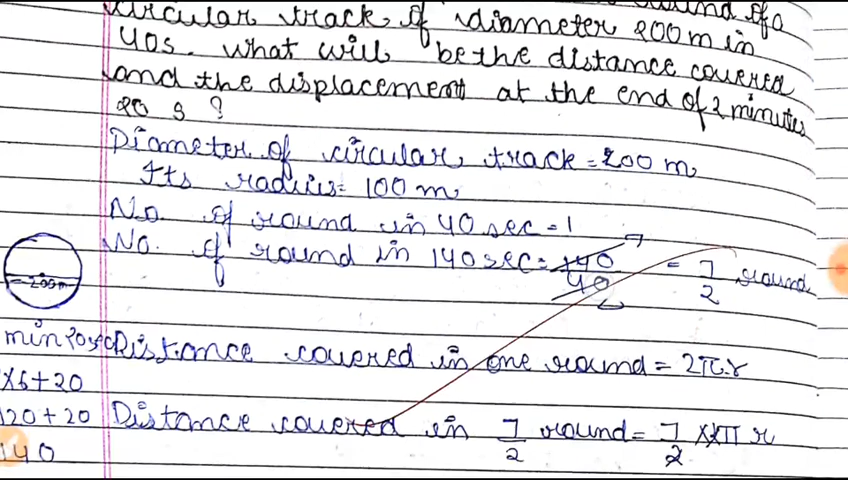 circular track of diameter 200 m in
40s. what will be the distance covered
and the displacement at the end of 2 minutes
20 s ?
Diameter of circular track = 200 m
Its radius = 100 m
No. of round in 40 sec = 1
No. of round in 140 sec = 140/40 7 = 7/2 round
200m
min 20 sec Distance covered in one round = 2πr
×6+20
120+20 Distance covered in 7/2 round = 7/2 × 2π r
140